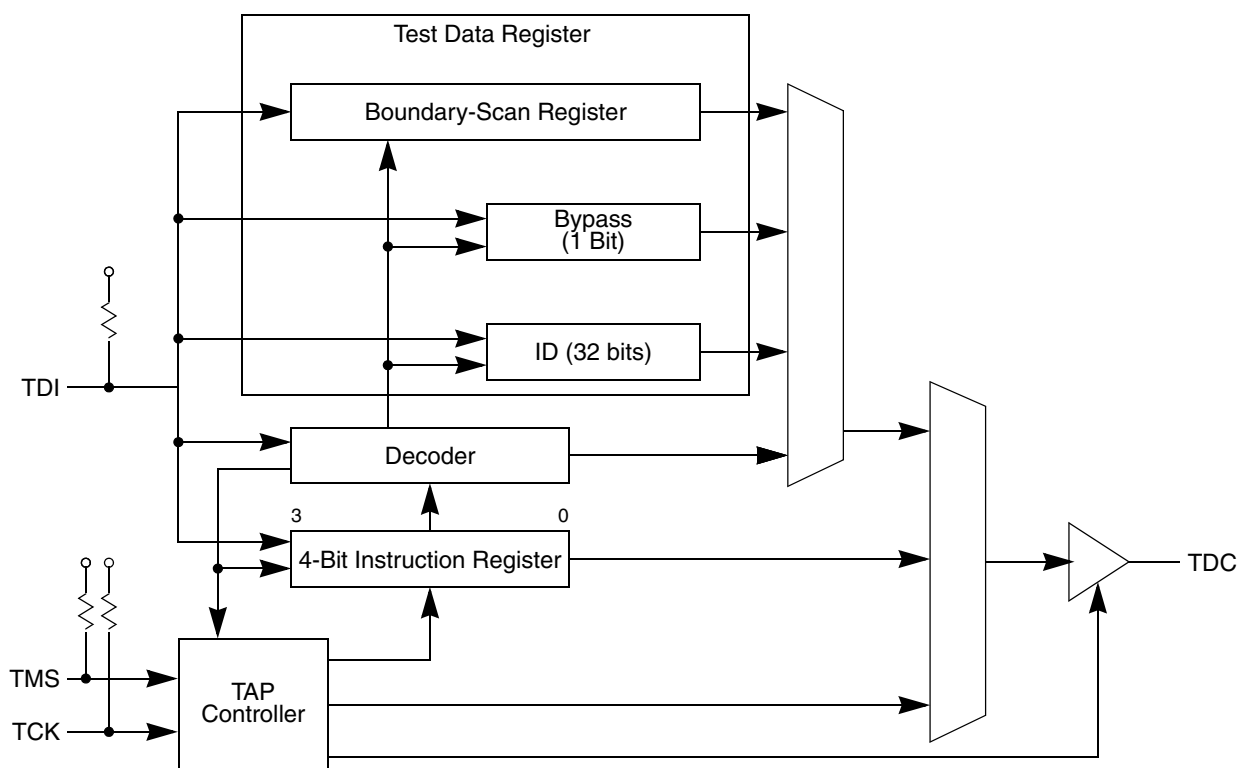 Test Data Register
Boundary-Scan Register
Bypass
(1 Bit)
ID (32 bits)
TDI
Decoder
3
0
4-Bit Instruction Register
TDC
TMS
TAP
Controller
TCK